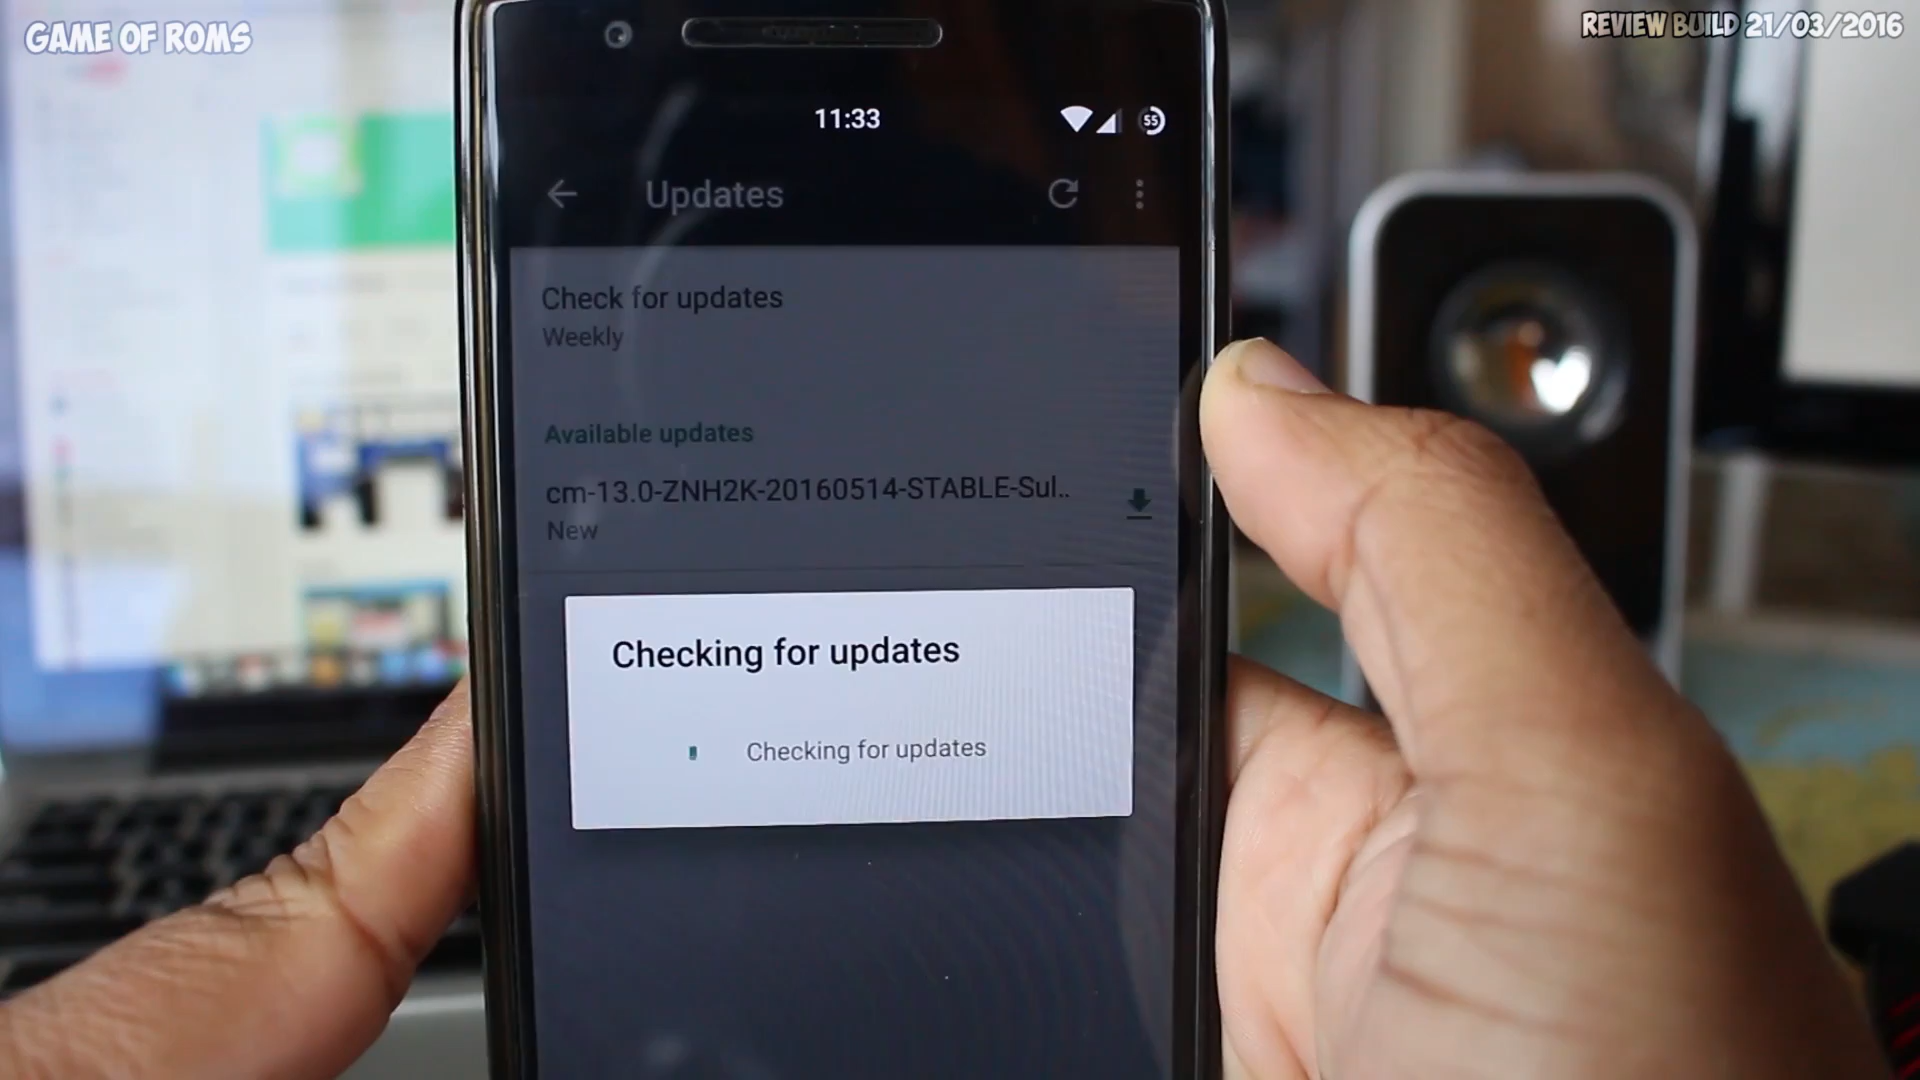 GAME OF ROMS
REVIEW BUILD 21/03/2016
11:33
55
Updates
Check for updates
Weekly
Available updates
cm-13.0-ZNH2K-20160514-STABLE-Sul..
New
Checking for updates
Checking for updates